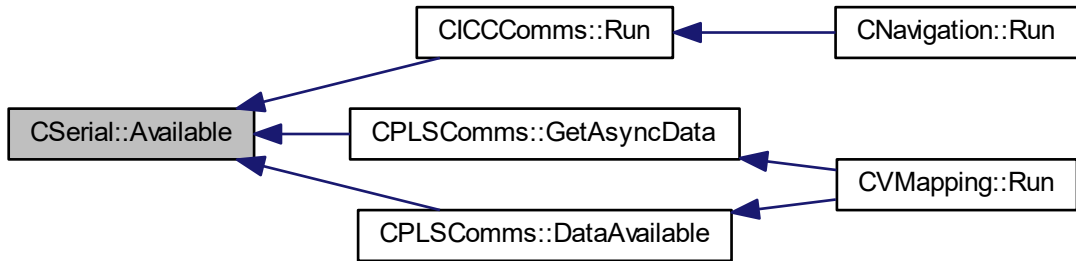 CICCComms::Run
CNavigation::Run
CSerial::Available
CPLSComms::GetAsyncData
CVMapping::Run
CPLSComms::DataAvailable